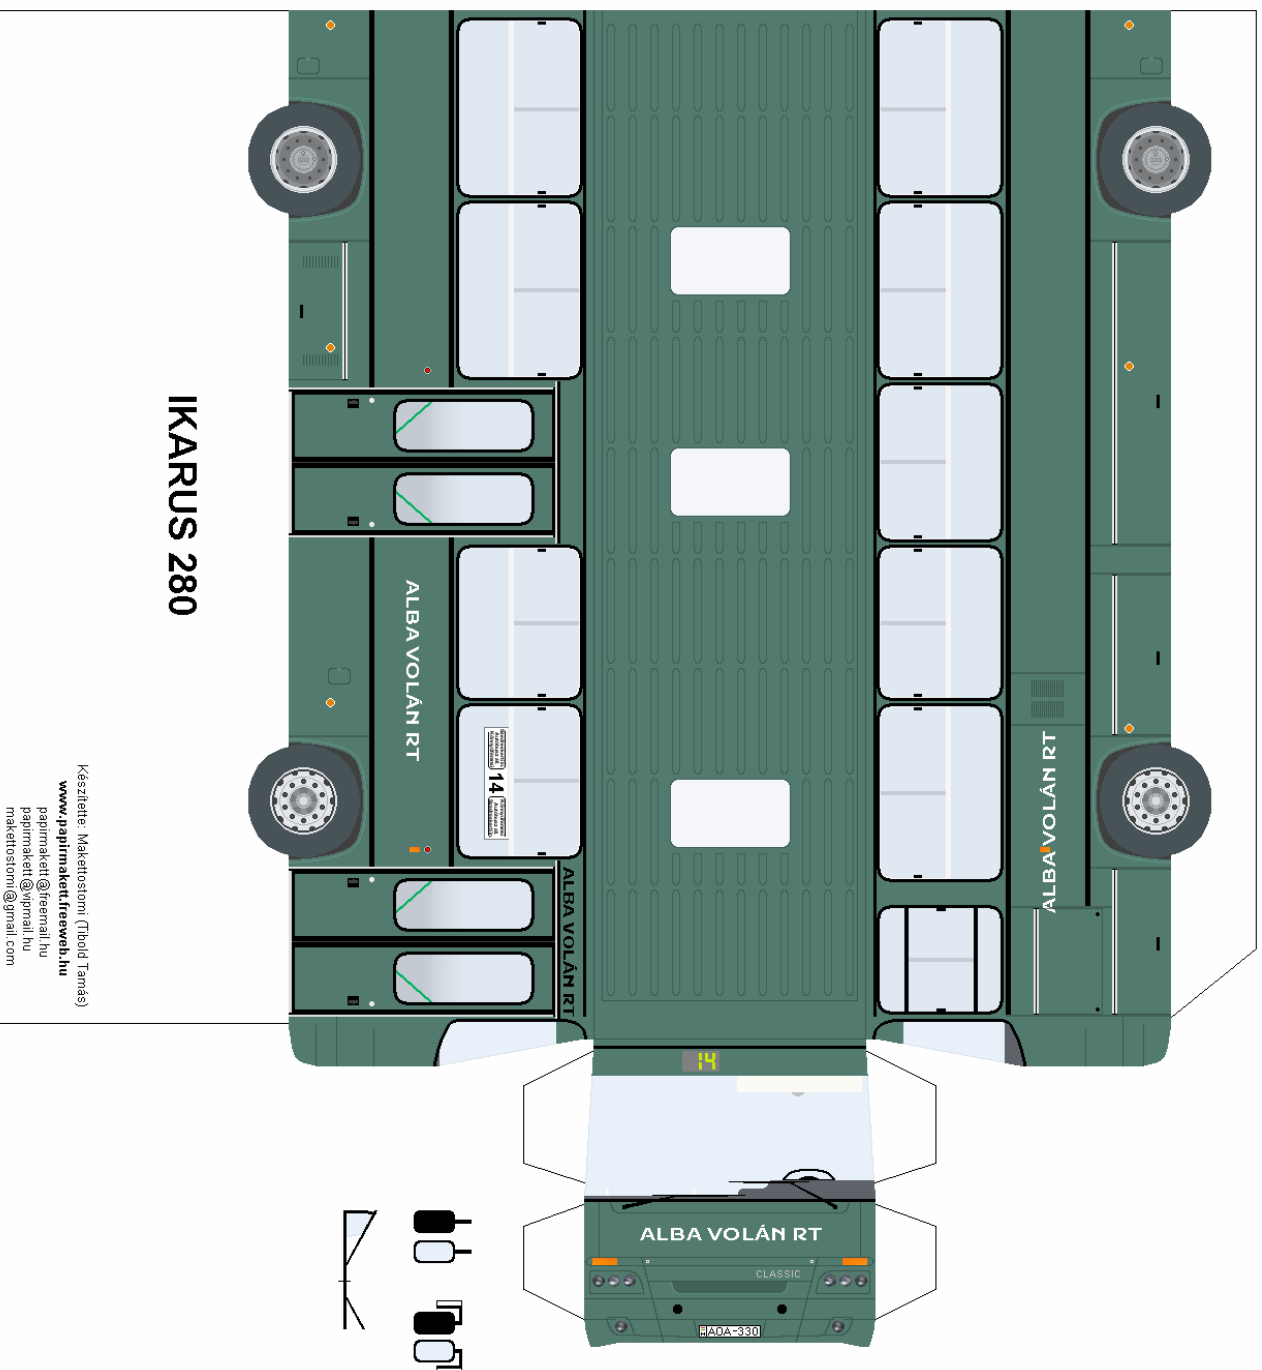 IKARUS 280
Készítette: Makettostomi (Tibold Tamás)
www.papirmakett.freeweb.hu
papirmakett@freemail.hu
papirmakett@vipmail.hu
makettostomi@gmail.com
ALBA VOLÁN RT
14
ALBA VOLÁN RT
ALBA VOLÁN RT
14
ALBA VOLÁN RT
CLASSIC
AOA-330